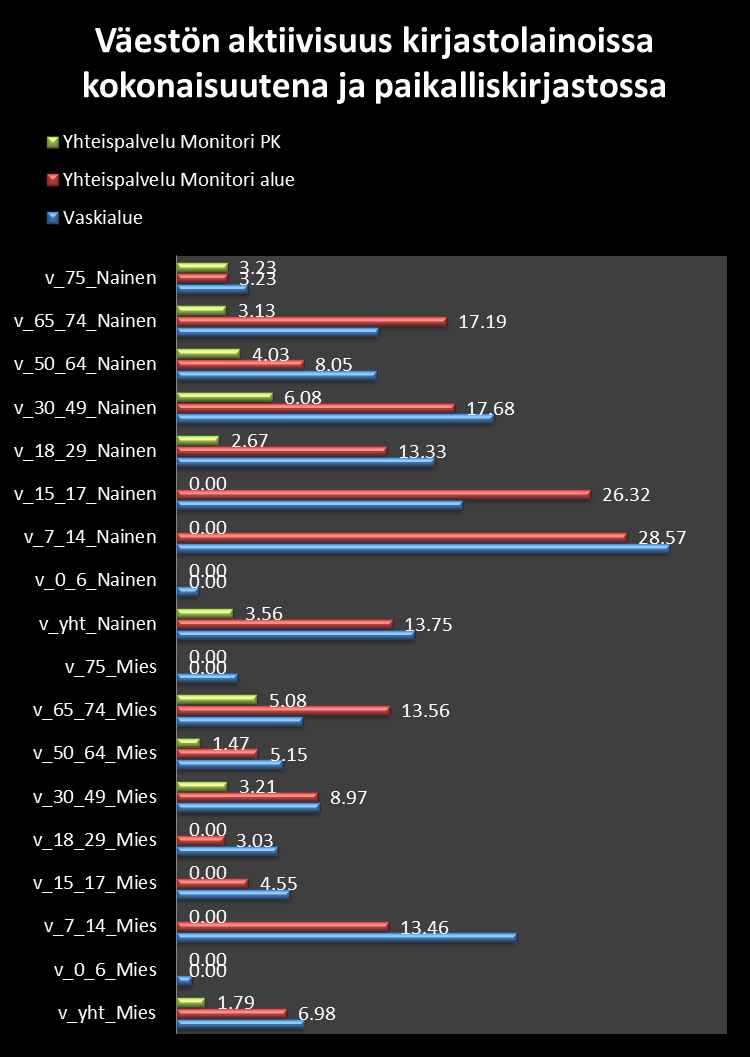 Väestön aktiivisuus kirjastolainoissa
kokonaisuutena ja paikalliskirjastossa
Yhteispalvelu Monitori PK
Yhteispalvelu Monitori alue
Vaskialue
v_75_Nainen 3.23
3.23
v_65_74_Nainen 3.13
17.19
v_50_64_Nainen 4.03
8.05
v_30_49_Nainen 6.08
17.68
v_18_29_Nainen 2.67
13.33
v_15_17_Nainen 0.00
26.32
v_7_14_Nainen 0.00
28.57
v_0_6_Nainen 0.00
0.00
v_yht_Nainen 3.56
13.75
v_75_Mies 0.00
0.00
v_65_74_Mies 5.08
13.56
v_50_64_Mies 1.47
5.15
v_30_49_Mies 3.21
8.97
v_18_29_Mies 0.00
3.03
v_15_17_Mies 0.00
4.55
v_7_14_Mies 0.00
13.46
v_0_6_Mies 0.00
0.00
v_yht_Mies 1.79
6.98